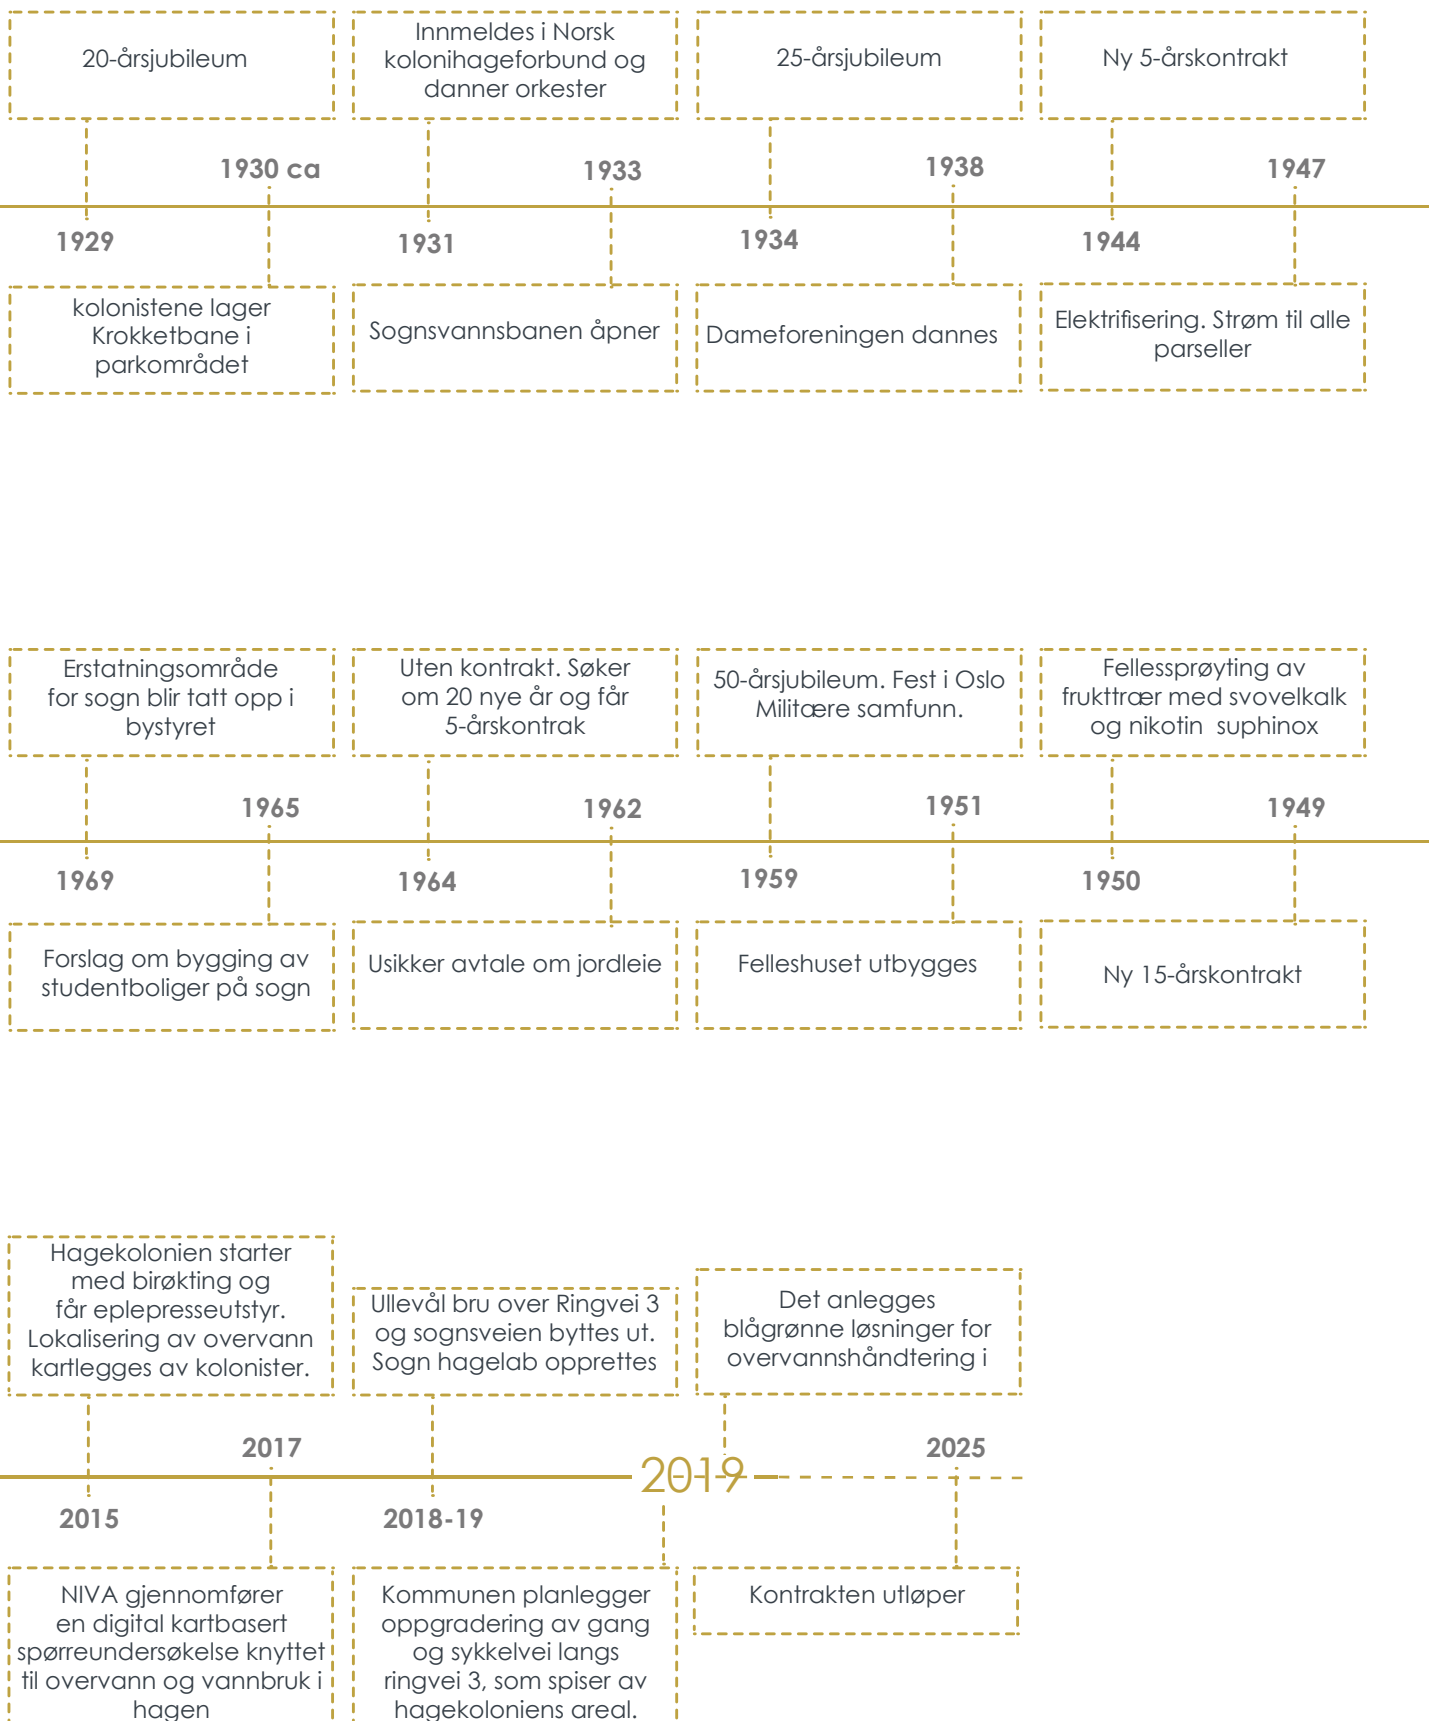 20-årsjubileum
Innmeldes i Norsk
kolonihageforbund og
danner orkester
25-årsjubileum
Ny 5-årskontrakt
1930 ca
1933
1938
1947
1929
1931
1934
1944
kolonistene lager
Krokketbane i
parkområdet
Sognsvannsbanen åpner
Dameforeningen dannes
Elektrifisering. Strøm til alle
parseller
Erstatningsområde
for sogn blir tatt opp i
bystyret
Uten kontrakt. Søker
om 20 nye år og får
5-årskontrak
50-årsjubileum. Fest i Oslo
Militære samfunn.
Fellessprøyting av
frukttrær med svovelkalk
og nikotin suphinox
1965
1962
1951
1949
1969
1964
1959
1950
Forslag om bygging av
studentboliger på sogn
Usikker avtale om jordleie
Felleshuset utbygges
Ny 15-årskontrakt
Hagekolonien starter
med birøkting og
får eplepresseutstyr.
Lokalisering av overvann
kartlegges av kolonister.
Ullevål bru over Ringvei 3
og sognsveien byttes ut.
Sogn hagelab opprettes
Det anlegges
blågrønne løsninger for
overvannshåndtering i
2017
2019
2025
2015
2018-19
NIVA gjennomfører
en digital kartbasert
spørreundersøkelse knyttet
til overvann og vannbruk i
hagen
Kommunen planlegger
oppgradering av gang
og sykkelvei langs
ringvei 3, som spiser av
hagekoloniens areal.
Kontrakten utløper